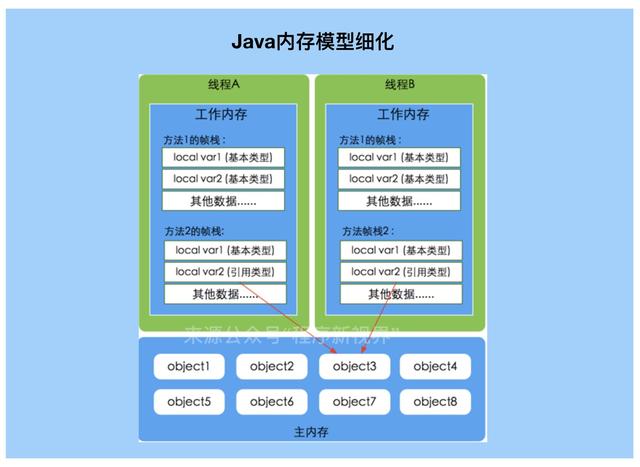 Java内存模型细化
线程A
工作内存
方法1的帧栈：
local var1 (基本类型)
local var2 (基本类型)
其他数据......
方法2的帧栈:
local var1 (基本类型)
local var2 (引用类型)
其他数据......
线程B
工作内存
方法1的帧栈：
local var1 (基本类型)
local var2 (基本类型)
其他数据......
方法帧栈2：
local var1 (基本类型)
local var2 (引用类型)
其他数据......
来源公众号“程序新视界”
object1 object2 object3 object4
object5 object6 object7 object8
主内存